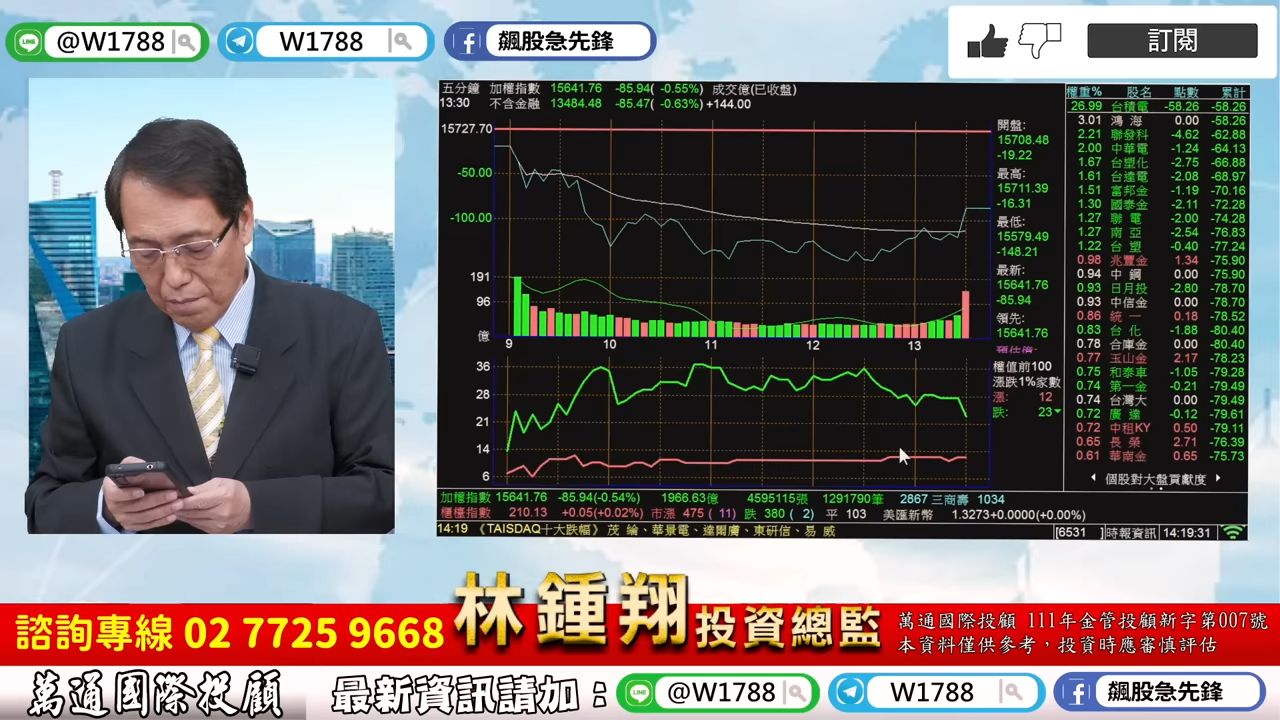 @W1788
W1788
飆股急先鋒
訂閱
五分鐘 加權指數 15641.76 -85.94( -0.55%) 成交億(已收盤)
13:30 不含金融 13484.48 -85.47( -0.63%) +144.00
15727.70
-50.00
-100.00
191
96
億
9 10 11 12 13
36
28
21
14
6
開盤:
15708.48
-19.22
最高:
15711.39
-16.31
最低:
15579.49
-148.21
最新:
15641.76
-85.94
領先:
15641.76
預估值:
權值前100
漲跌1%家數
漲: 12
跌: 23
權重% 股名 點數 累計
26.99 台積電 -58.26 -58.26
3.01 鴻 海 0.00 -58.26
2.21 聯發科 -4.62 -62.88
2.00 中華電 -1.24 -64.13
1.67 台塑化 -2.75 -66.88
1.61 台達電 -2.08 -68.97
1.51 富邦金 -1.19 -70.16
1.30 國泰金 -2.11 -72.28
1.27 聯 電 -2.00 -74.28
1.27 南 亞 -2.54 -76.83
1.22 台 塑 -0.40 -77.24
0.98 兆豐金 1.34 -75.90
0.94 中 鋼 0.00 -75.90
0.93 日月投 -2.80 -78.70
0.93 中信金 0.00 -78.70
0.86 統 一 0.18 -78.52
0.83 台 化 -1.88 -80.40
0.78 合庫金 0.00 -80.40
0.77 玉山金 2.17 -78.23
0.75 和泰車 -1.05 -79.28
0.74 第一金 -0.21 -79.49
0.74 台灣大 0.00 -79.49
0.72 廣 達 -0.12 -79.61
0.72 中租KY 0.50 -79.11
0.65 長 榮 2.71 -76.39
0.61 華南金 0.65 -75.73
個股對大盤貢獻度
加權指數 15641.76 -85.94(-0.54%) 1966.63億 4595115張 1291790筆 2867 三商壽 1034
櫃檯指數 210.13 +0.05(+0.02%) 市漲 475 ( 11) 跌 380 ( 2) 平 103 美匯新幣 1.3273+0.0000(+0.00%)
14:19 《TAISDAQ十大跌幅》 茂 綸、華景電、達爾膚、東研信、易 威 [6531 ]時報資訊 14:19:31
諮詢專線 02 7725 9668
林鍾翔 投資總監
萬通國際投顧 111年金管投顧新字第007號
本資料僅供參考，投資時應審慎評估
萬通國際投顧
最新資訊請加：
@W1788
W1788
飆股急先鋒